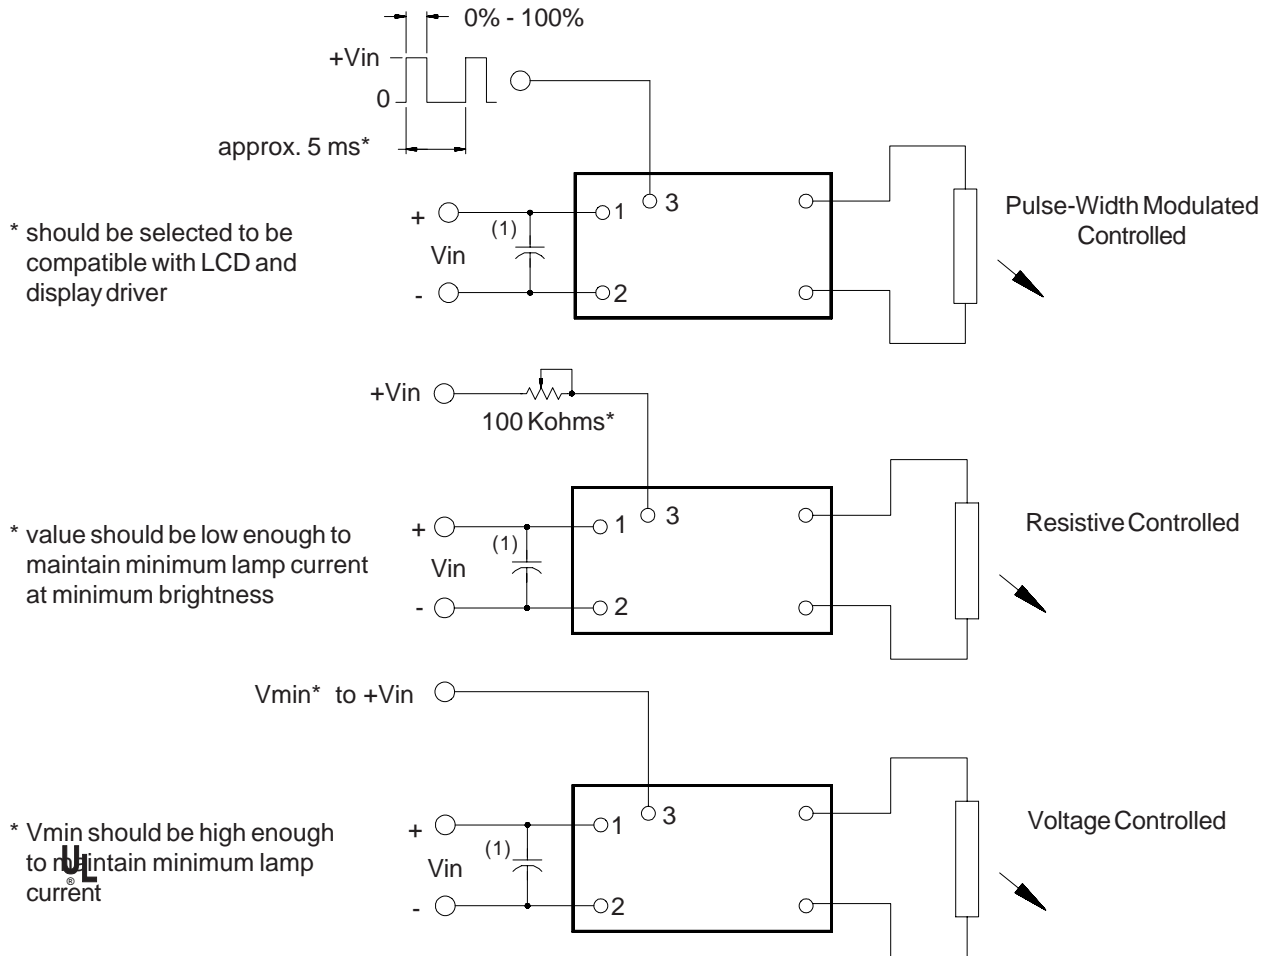 0% - 100%
+Vin
0
approx. 5 ms*
3
1
+
(1)
Vin
-
2
* should be selected to be
compatible with LCD and
display driver
Pulse-Width Modulated
Controlled
+Vin
100 Kohms*
3
1
+
(1)
Vin
-
2
* value should be low enough to
maintain minimum lamp current
at minimum brightness
Resistive Controlled
Vmin* to +Vin
3
1
+
(1)
Vin
-
2
* Vmin should be high enough
to maintain minimum lamp
current
UL
®
Voltage Controlled